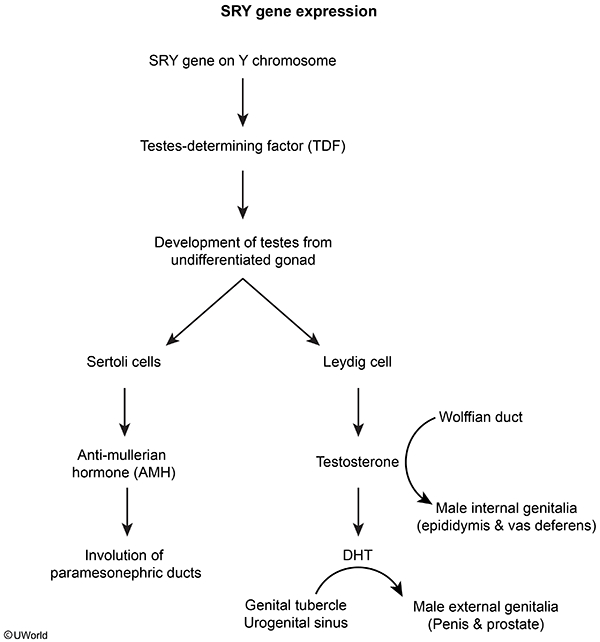 SRY gene expression
SRY gene on Y chromosome
Testes-determining factor (TDF)
Development of testes from
undifferentiated gonad
Sertoli cells
Leydig cell
Anti-mullerian
hormone (AMH)
Testosterone
Wolffian duct
Male internal genitalia
(epididymis & vas deferens)
Involution of
paramesonephric ducts
DHT
Genital tubercle
Urogenital sinus
Male external genitalia
(Penis & prostate)
©UWorld